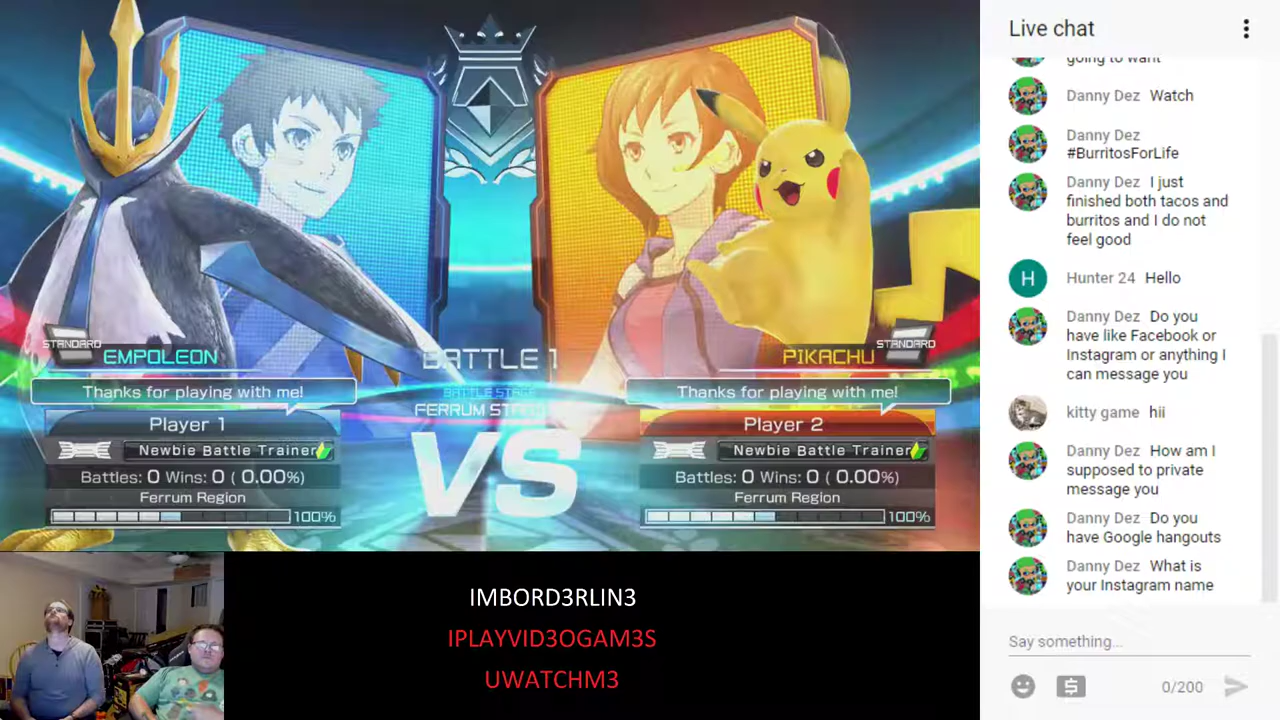 STANDARD
EMPOLEON
BATTLE 1
PIKACHU
STANDARD
Thanks for playing with me!
BATTLE STAGE
FERRUM STADIUM
Thanks for playing with me!
VS
Player 1
Newbie Battle Trainer
Battles: 0 Wins: 0 ( 0.00%)
Ferrum Region
100%
Player 2
Newbie Battle Trainer
Battles: 0 Wins: 0 ( 0.00%)
Ferrum Region
100%
IMBORD3RLIN3
IPLAYVID3OGAM3S
UWATCHM3
Live chat
going to want
Danny Dez Watch
Danny Dez
#BurritosForLife
Danny Dez I just
finished both tacos and
burritos and I do not
feel good
H
Hunter 24 Hello
Danny Dez Do you
have like Facebook or
Instagram or anything I
can message you
kitty game hii
Danny Dez How am I
supposed to private
message you
Danny Dez Do you
have Google hangouts
Danny Dez What is
your Instagram name
Say something...
0/200